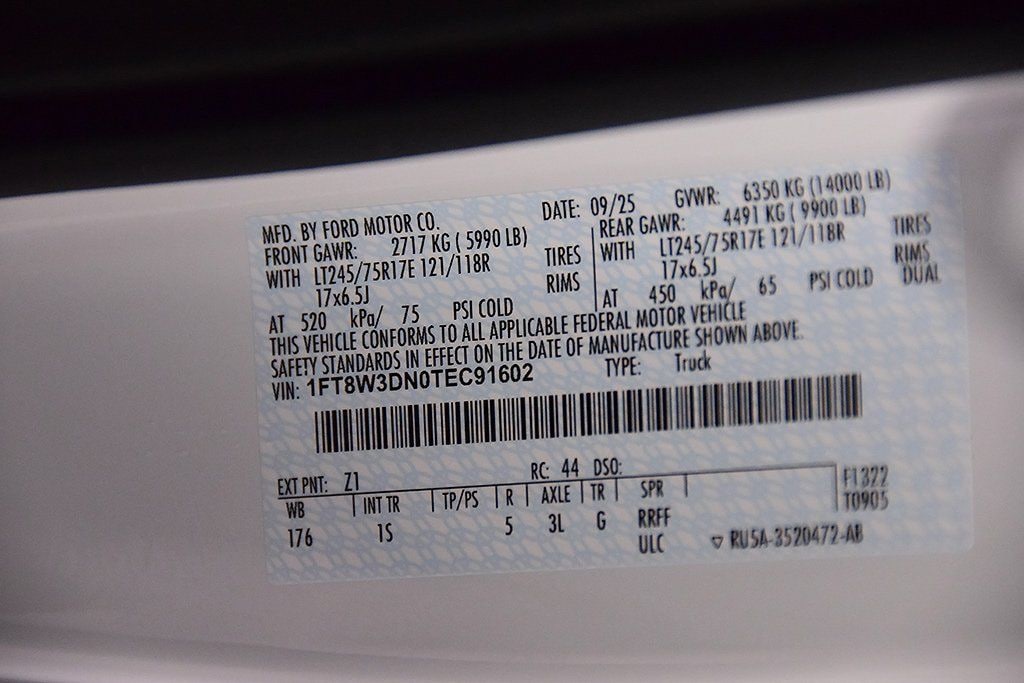 MFD. BY FORD MOTOR CO. DATE: 09/25 GVWR: 6350 KG (14000 LB)
FRONT GAWR: 2717 KG ( 5990 LB) REAR GAWR: 4491 KG ( 9900 LB)
WITH LT245/75R17E 121/118R TIRES WITH LT245/75R17E 121/118R TIRES
17x6.5J RIMS 17x6.5J RIMS
AT 520 kPa/ 75 PSI COLD AT 450 kPa/ 65 PSI COLD DUAL
THIS VEHICLE CONFORMS TO ALL APPLICABLE FEDERAL MOTOR VEHICLE
SAFETY STANDARDS IN EFFECT ON THE DATE OF MANUFACTURE SHOWN ABOVE.
VIN: 1FT8W3DN0TEC91602 TYPE: Truck
EXT PNT: Z1 RC: 44 DSO:
WB INT TR TP/PS R AXLE TR SPR F1322
T0905
176 1S 5 3L G RRFF
ULC ▽ RU5A-3520472-AB